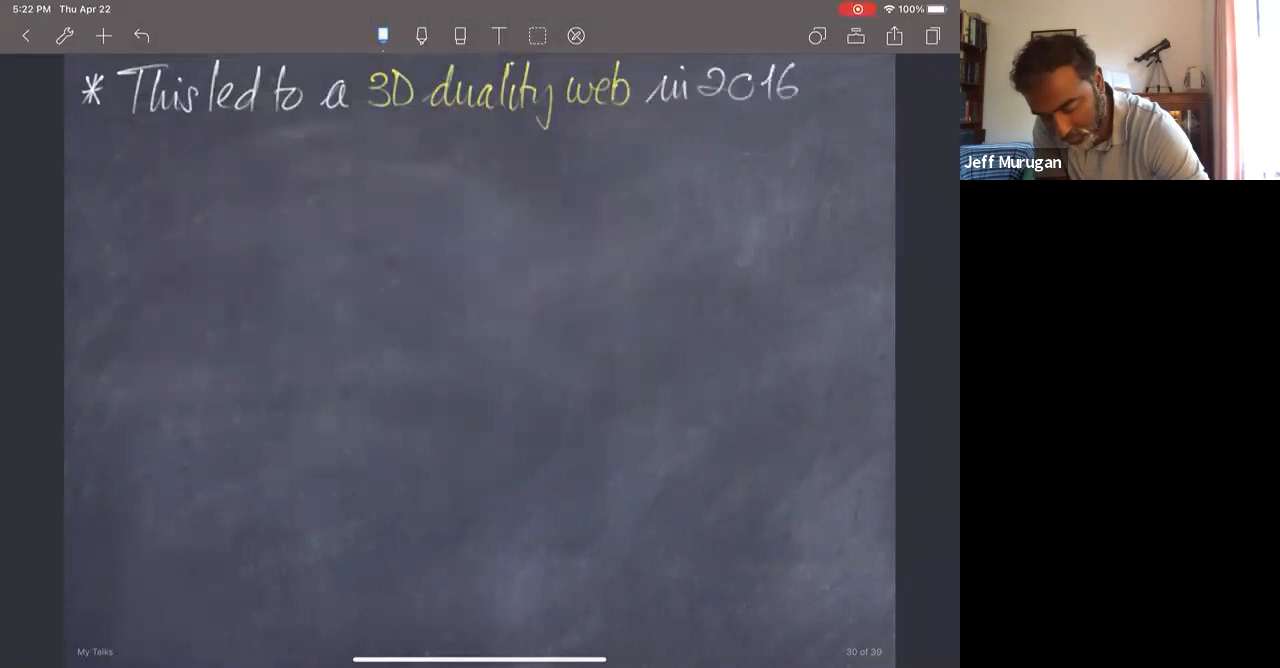 5:22 PM Thu Apr 22
100%
* This led to a 3D duality web in 2016
Jeff Murugan
My Talks
30 of 39